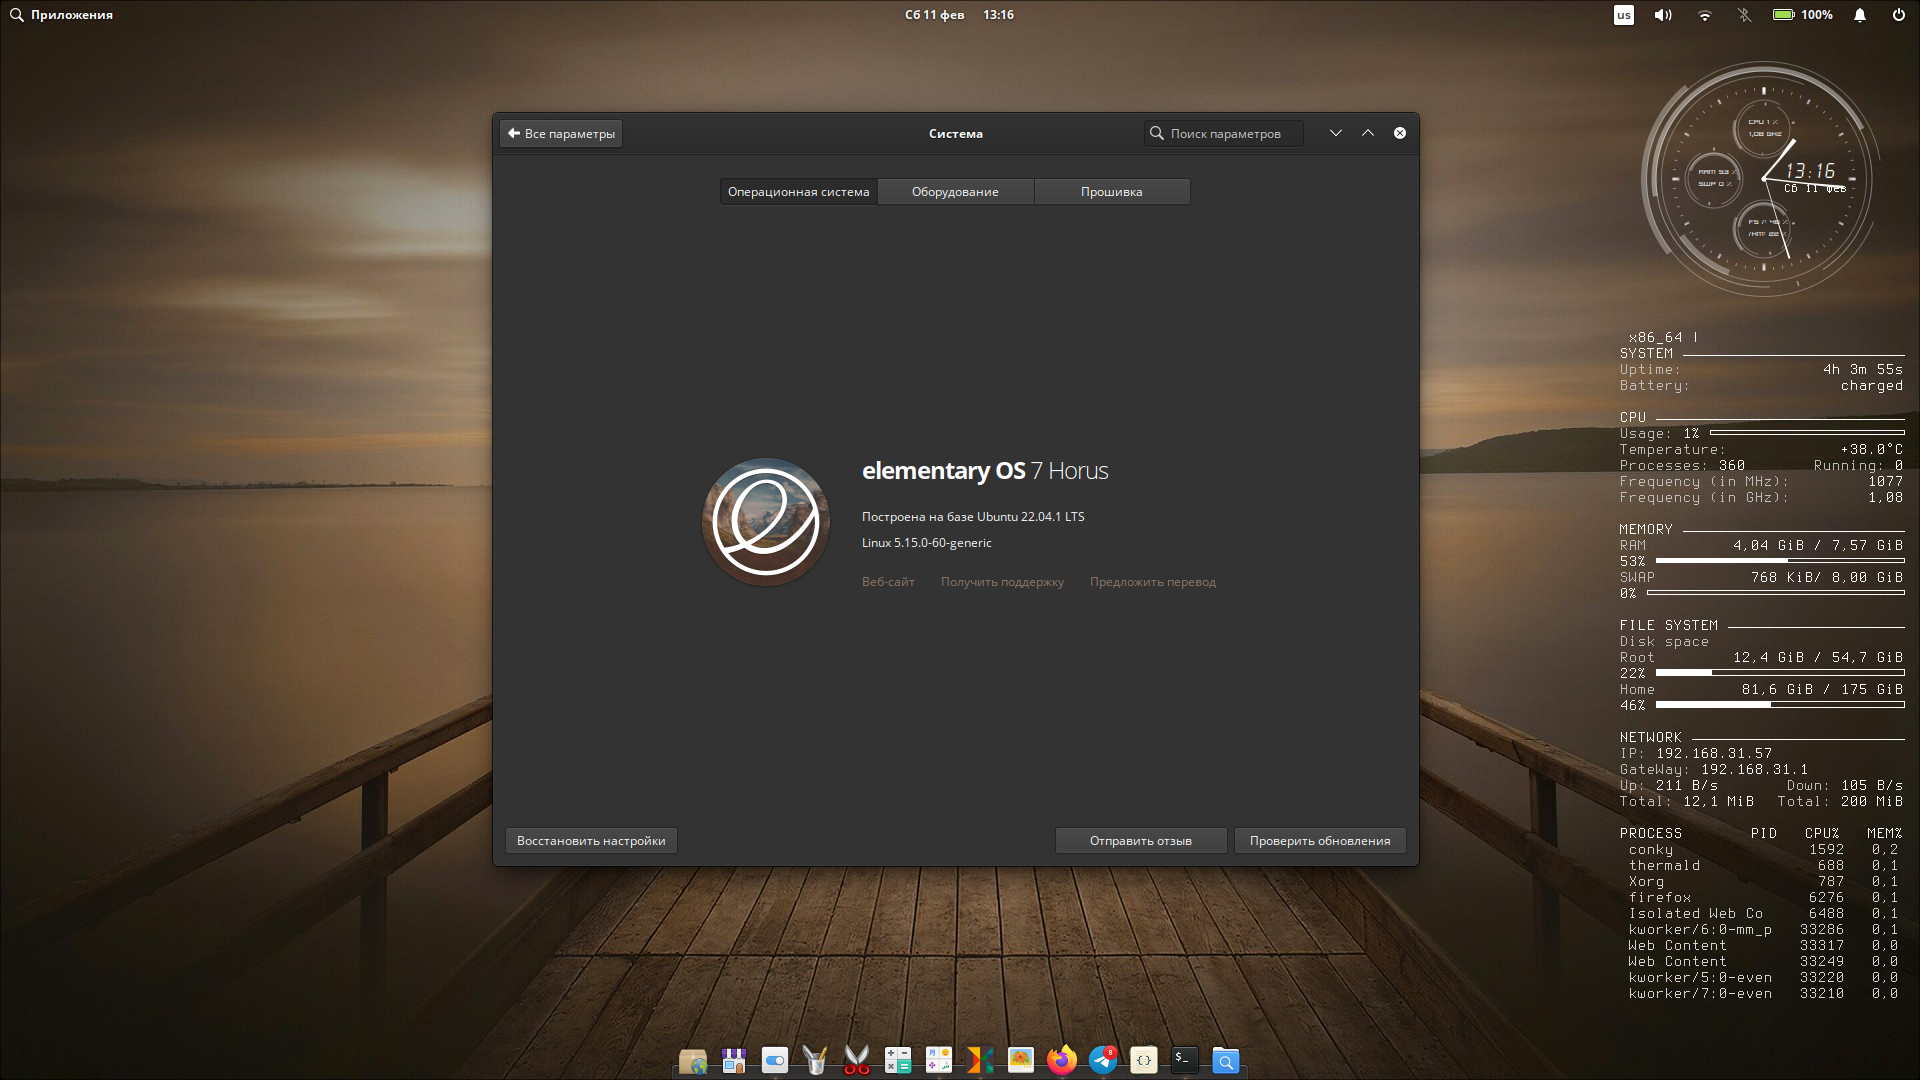 Приложения
Сб 11 фев 13:16
us
100%
Все параметры
Система
Поиск параметров
Операционная система
Оборудование
Прошивка
elementary OS 7 Horus
Построена на базе Ubuntu 22.04.1 LTS
Linux 5.15.0-60-generic
Веб-сайт Получить поддержку Предложить перевод
Восстановить настройки
Отправить отзыв
Проверить обновления
CPU 1 %
1,08 GHZ
RAM 53 %
SWP 0 %
13:16
Сб 11 фев
x86_64 |
SYSTEM
Uptime: 4h 3m 55s
Battery: charged
CPU
Usage: 1%
Temperature: +38.0°C
Processes: 360 Running: 0
Frequency (in MHz): 1077
Frequency (in GHz): 1,08
MEMORY
RAM 4,04 GiB / 7,57 GiB
53%
SWAP 768 KiB/ 8,00 GiB
0%
FILE SYSTEM
Disk space
Root 12,4 GiB / 54,7 GiB
22%
Home 81,6 GiB / 175 GiB
46%
NETWORK
IP: 192.168.31.57
GateWay: 192.168.31.1
Up: 211 B/s Down: 105 B/s
Total: 12,1 MiB Total: 200 MiB
PROCESS PID CPU% MEM%
conky 1592 0,2
thermald 688 0,1
Xorg 787 0,1
firefox 6276 0,1
Isolated Web Co 6488 0,1
kworker/6:0-mm_p 33286 0,1
Web Content 33317 0,0
Web Content 33249 0,0
kworker/5:0-even 33220 0,0
kworker/7:0-even 33210 0,0
8
$_